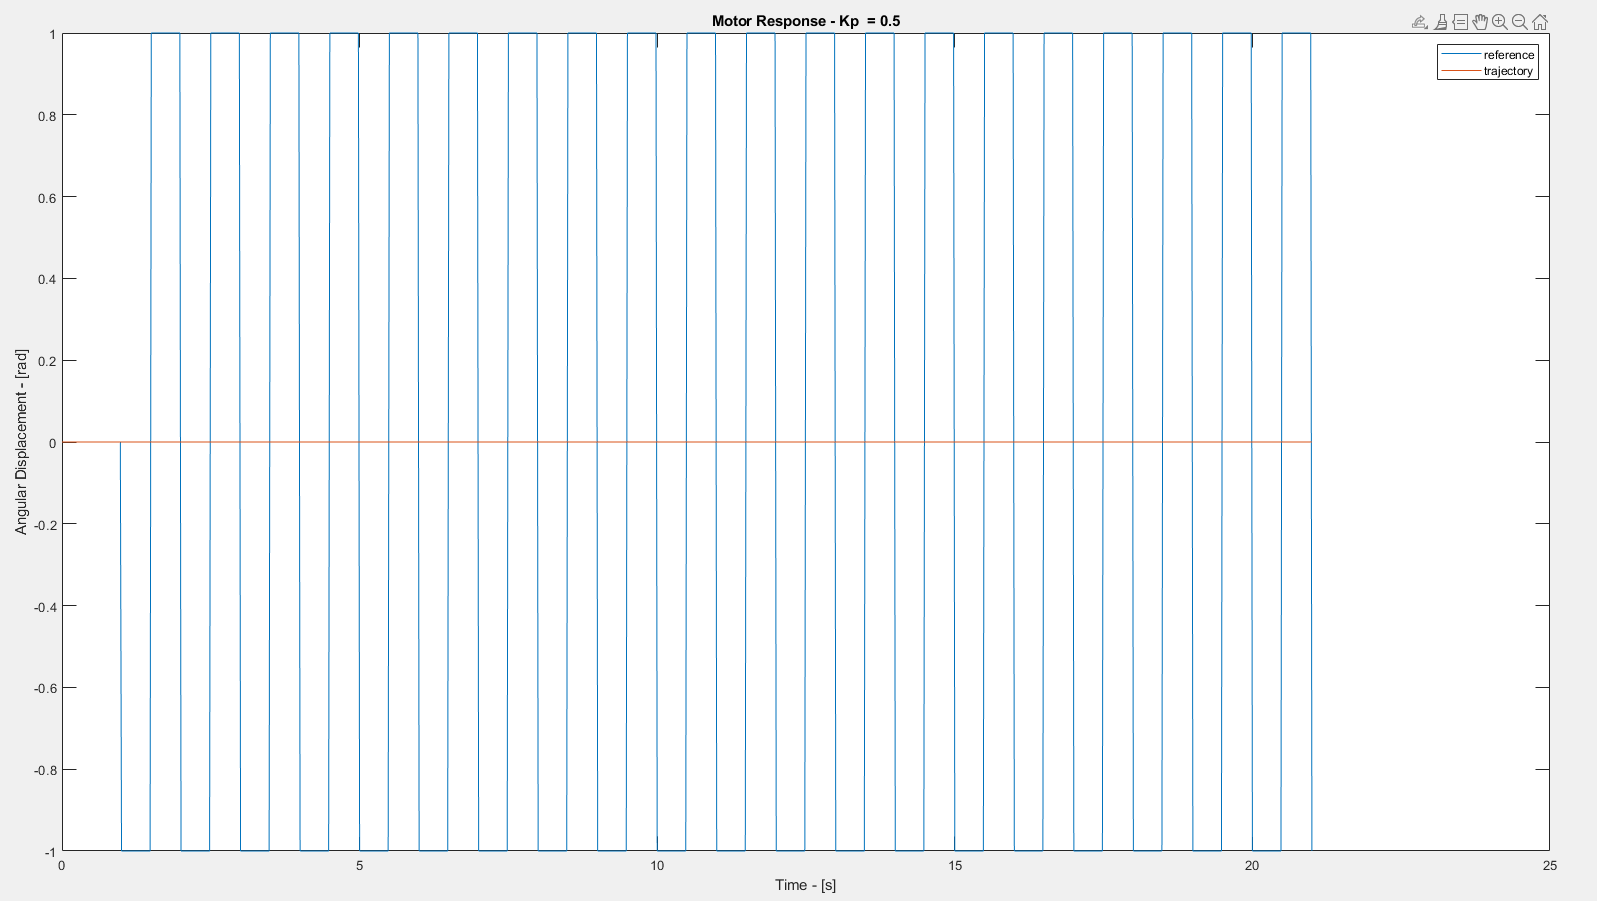 Motor Response - Kp  = 0.5
reference
trajectory
1
0.8
0.6
0.4
0.2
0
-0.2
-0.4
-0.6
-0.8
-1
Angular Displacement - [rad]
0 5 10 15 20 25
Time - [s]